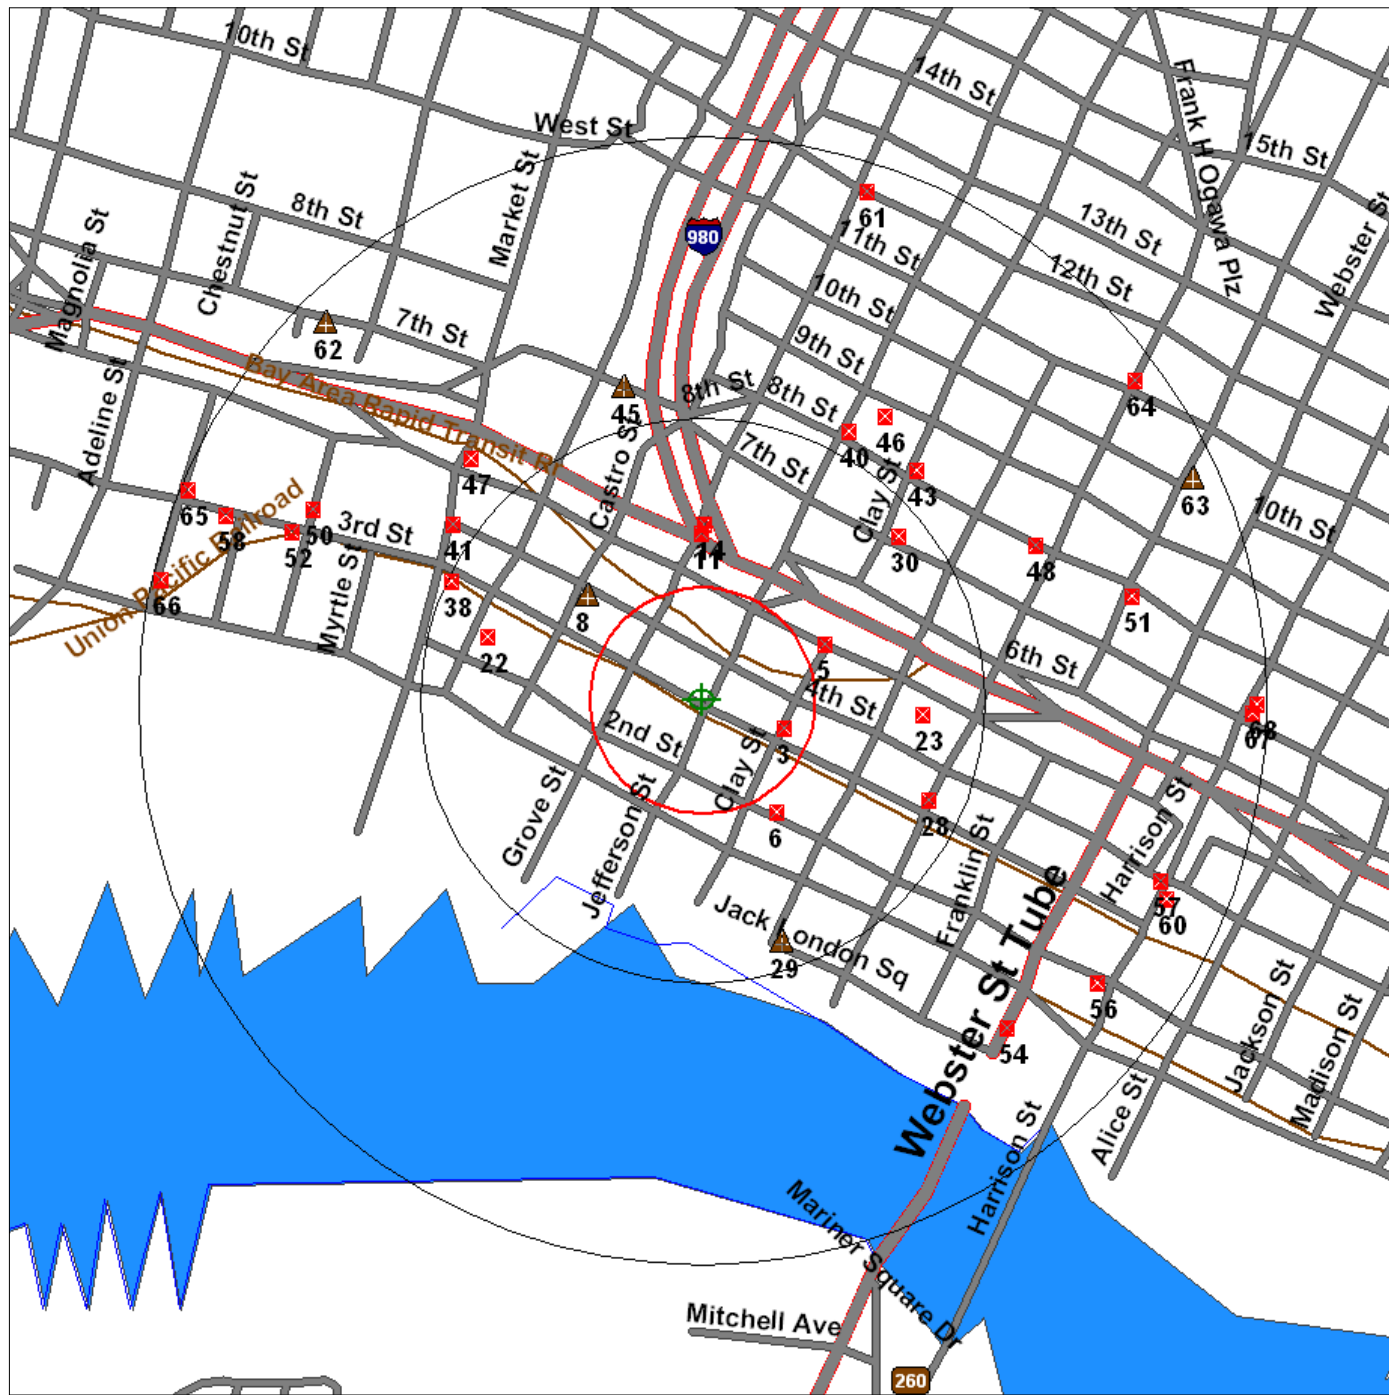 10th St
14th St
Frank H Ogawa Plz
West St
15th St
Market St
Chestnut St
8th St
61
13th St
Webster St
Magnolia St
980
11th St
12th St
10th St
7th St
62
9th St
Bay Area Rapid Transit Rr
8th St
8th St
64
45
46
Adeline St
40
Castro St
7th St
47
Clay St
43
63
10th St
65
58
50
3rd St
52
41
14
11
30
48
Union Pacific Railroad
66
Myrtle St
38
8
51
22
5
6th St
4th St
2nd St
3
23
68
67
Clay St
Grove St
Jefferson St
6
28
Franklin St
Harrison St
57
60
Jack London Sq
29
Webster St Tube
56
54
Jackson St
Madison St
Alice St
Harrison St
Mariner Square Dr
Mitchell Ave
260